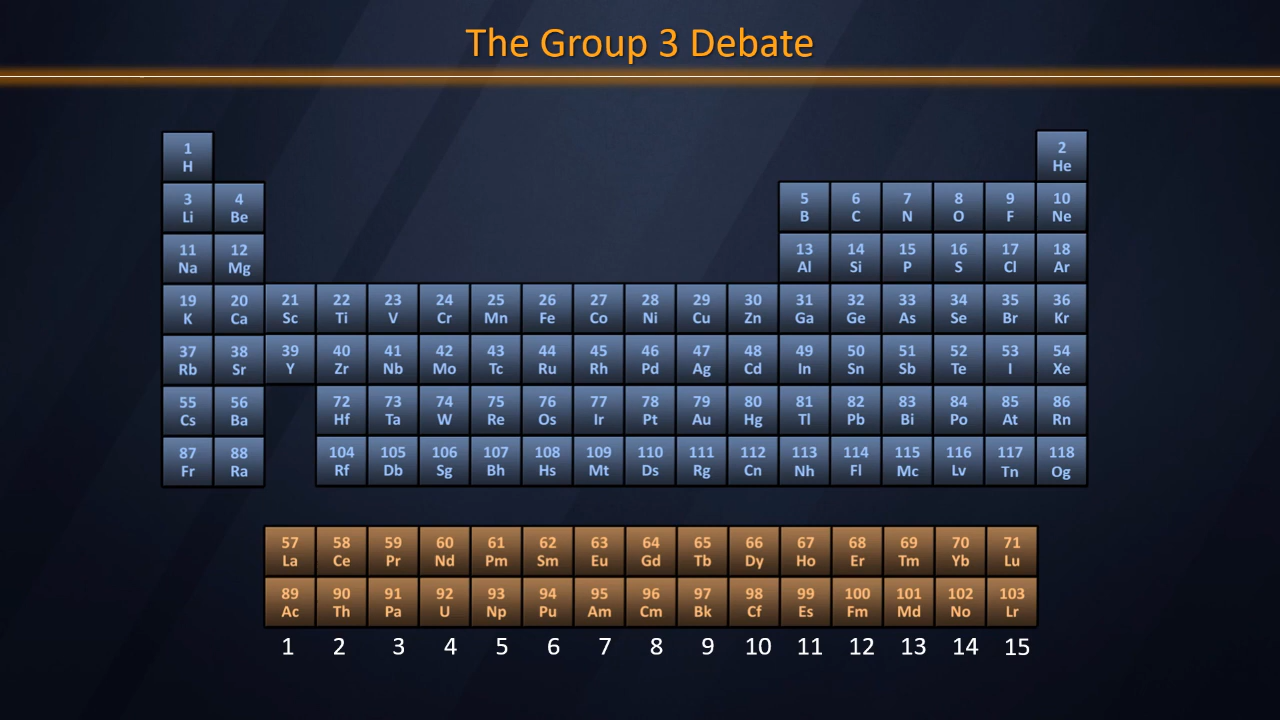 The Group 3 Debate
1 2
H He
3 4 5 6 7 8 9 10
Li Be B C N O F Ne
11 12 13 14 15 16 17 18
Na Mg Al Si P S Cl Ar
19 20 21 22 23 24 25 26 27 28 29 30 31 32 33 34 35 36
K Ca Sc Ti V Cr Mn Fe Co Ni Cu Zn Ga Ge As Se Br Kr
37 38 39 40 41 42 43 44 45 46 47 48 49 50 51 52 53 54
Rb Sr Y Zr Nb Mo Tc Ru Rh Pd Ag Cd In Sn Sb Te I Xe
55 56 72 73 74 75 76 77 78 79 80 81 82 83 84 85 86
Cs Ba Hf Ta W Re Os Ir Pt Au Hg Tl Pb Bi Po At Rn
87 88 104 105 106 107 108 109 110 111 112 113 114 115 116 117 118
Fr Ra Rf Db Sg Bh Hs Mt Ds Rg Cn Nh Fl Mc Lv Tn Og
57 58 59 60 61 62 63 64 65 66 67 68 69 70 71
La Ce Pr Nd Pm Sm Eu Gd Tb Dy Ho Er Tm Yb Lu
89 90 91 92 93 94 95 96 97 98 99 100 101 102 103
Ac Th Pa U Np Pu Am Cm Bk Cf Es Fm Md No Lr
1 2 3 4 5 6 7 8 9 10 11 12 13 14 15